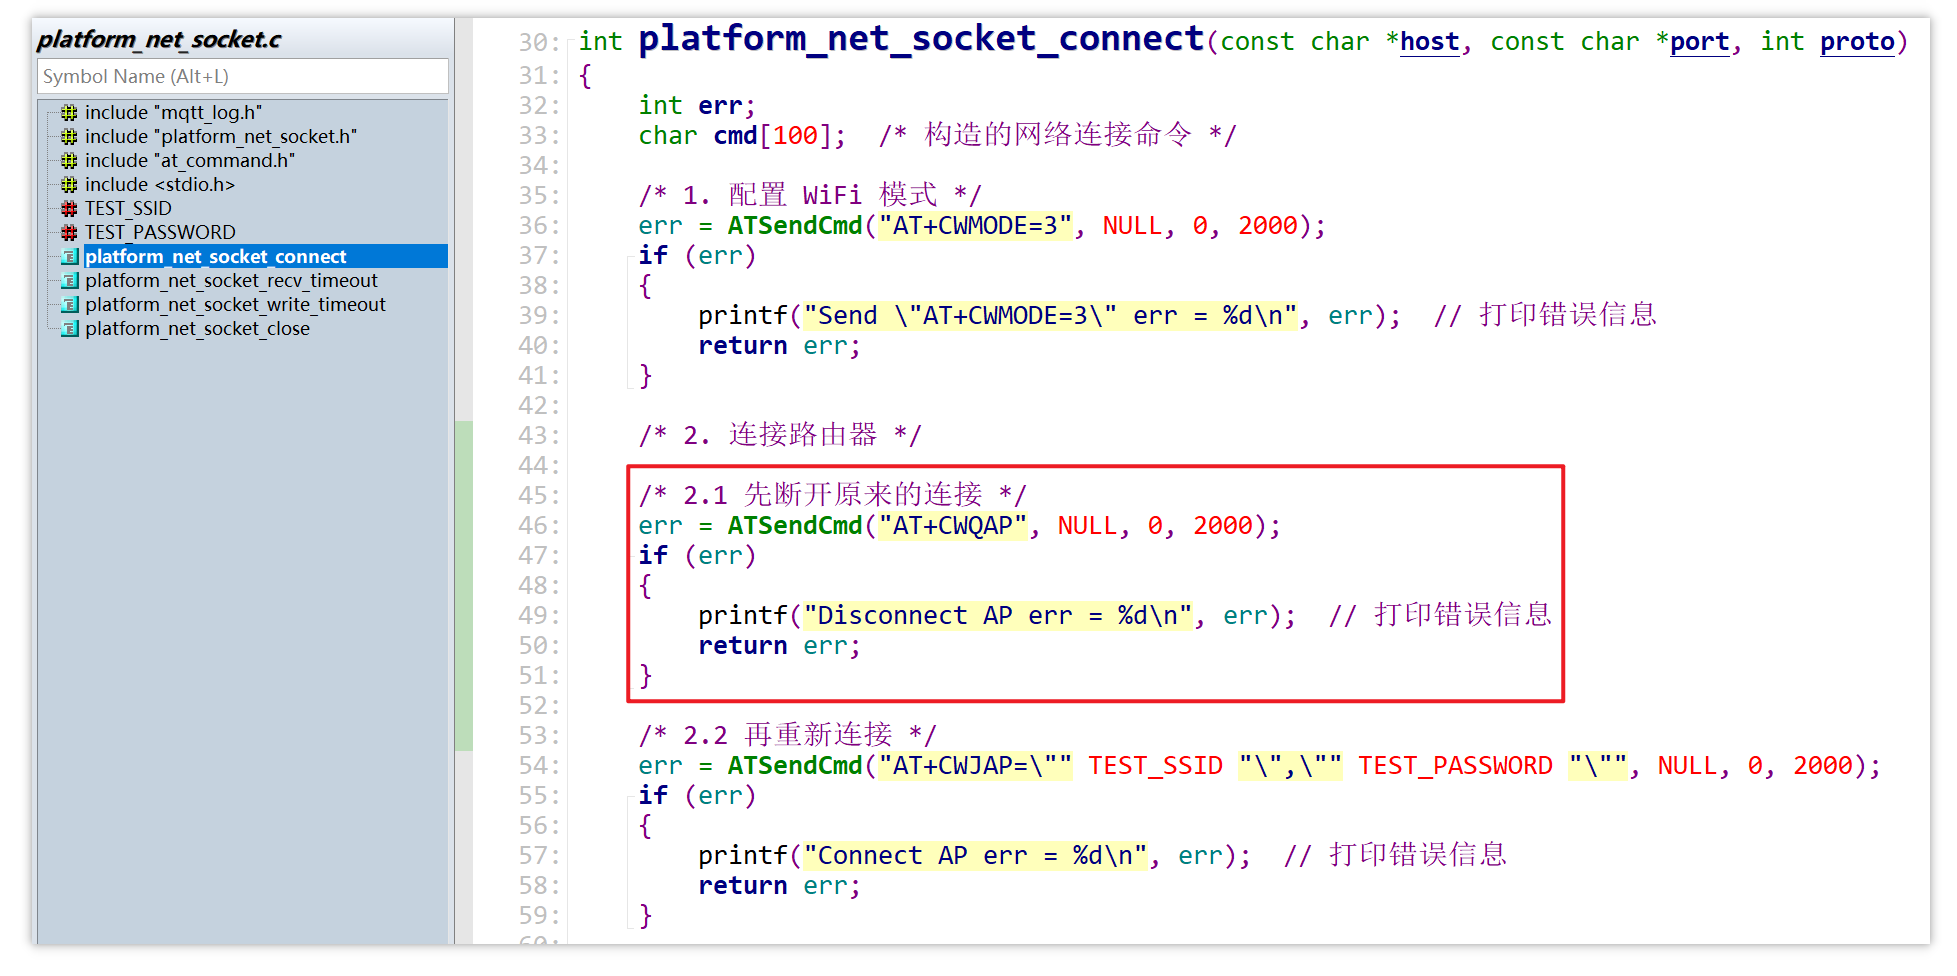 platform_net_socket.c
Symbol Name (Alt+L)
include "mqtt_log.h"
include "platform_net_socket.h"
include "at_command.h"
include <stdio.h>
TEST_SSID
TEST_PASSWORD
platform_net_socket_connect
platform_net_socket_recv_timeout
platform_net_socket_write_timeout
platform_net_socket_close
30: int platform_net_socket_connect(const char *host, const char *port, int proto)
31: {
32:     int err;
33:     char cmd[100];  /* 构造的网络连接命令 */
34:
35:     /* 1. 配置 WiFi 模式 */
36:     err = ATSendCmd("AT+CWMODE=3", NULL, 0, 2000);
37:     if (err)
38:     {
39:         printf("Send \"AT+CWMODE=3\" err = %d\n", err);  // 打印错误信息
40:         return err;
41:     }
42:
43:     /* 2. 连接路由器 */
44:
45:     /* 2.1 先断开原来的连接 */
46:     err = ATSendCmd("AT+CWQAP", NULL, 0, 2000);
47:     if (err)
48:     {
49:         printf("Disconnect AP err = %d\n", err);  // 打印错误信息
50:         return err;
51:     }
52:
53:     /* 2.2 再重新连接 */
54:     err = ATSendCmd("AT+CWJAP=\"" TEST_SSID "\",\"" TEST_PASSWORD "\"", NULL, 0, 2000);
55:     if (err)
56:     {
57:         printf("Connect AP err = %d\n", err);  // 打印错误信息
58:         return err;
59:     }
60: